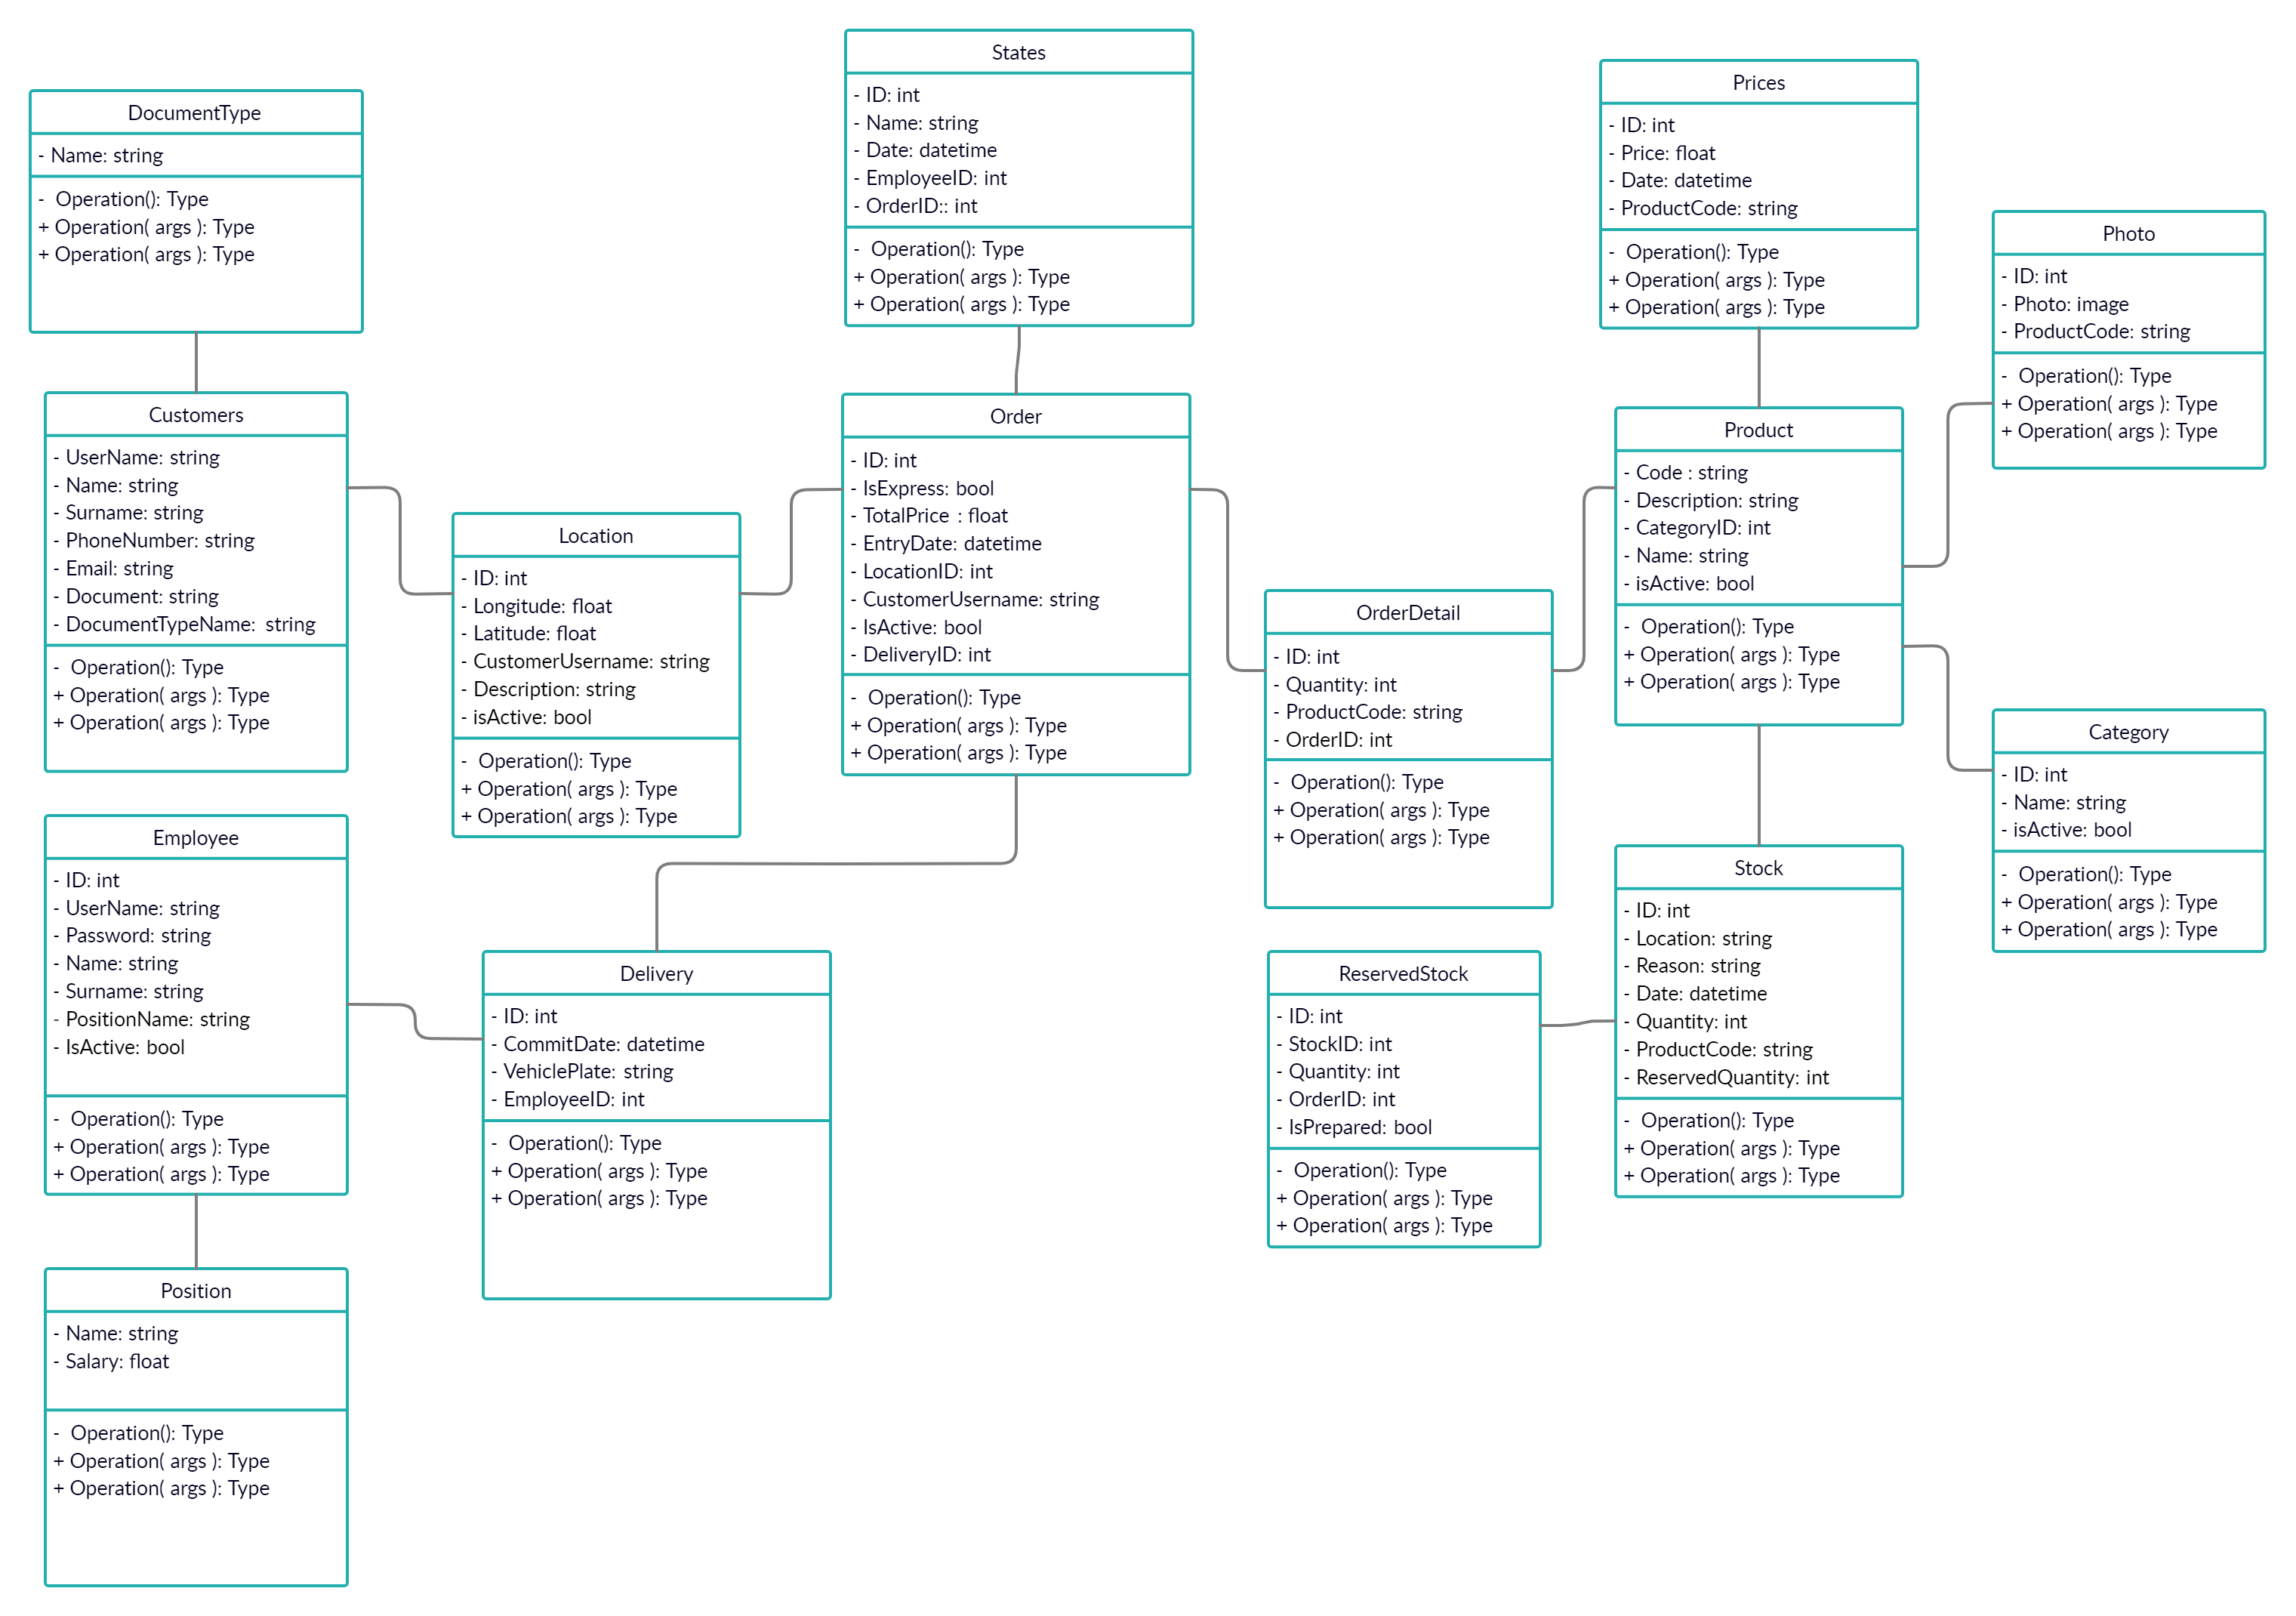 DocumentType
- Name: string
- Operation(): Type
+ Operation( args ): Type
+ Operation( args ): Type
States
- ID: int
- Name: string
- Date: datetime
- EmployeeID: int
- OrderID:: int
- Operation(): Type
+ Operation( args ): Type
+ Operation( args ): Type
Prices
- ID: int
- Price: float
- Date: datetime
- ProductCode: string
- Operation(): Type
+ Operation( args ): Type
+ Operation( args ): Type
Photo
- ID: int
- Photo: image
- ProductCode: string
- Operation(): Type
+ Operation( args ): Type
+ Operation( args ): Type
Customers
- UserName: string
- Name: string
- Surname: string
- PhoneNumber: string
- Email: string
- Document: string
- DocumentTypeName: string
- Operation(): Type
+ Operation( args ): Type
+ Operation( args ): Type
Location
- ID: int
- Longitude: float
- Latitude: float
- CustomerUsername: string
- Description: string
- isActive: bool
- Operation(): Type
+ Operation( args ): Type
+ Operation( args ): Type
Order
- ID: int
- IsExpress: bool
- TotalPrice : float
- EntryDate: datetime
- LocationID: int
- CustomerUsername: string
- IsActive: bool
- DeliveryID: int
- Operation(): Type
+ Operation( args ): Type
+ Operation( args ): Type
OrderDetail
- ID: int
- Quantity: int
- ProductCode: string
- OrderID: int
- Operation(): Type
+ Operation( args ): Type
+ Operation( args ): Type
Product
- Code : string
- Description: string
- CategoryID: int
- Name: string
- isActive: bool
- Operation(): Type
+ Operation( args ): Type
+ Operation( args ): Type
Category
- ID: int
- Name: string
- isActive: bool
- Operation(): Type
+ Operation( args ): Type
+ Operation( args ): Type
Employee
- ID: int
- UserName: string
- Password: string
- Name: string
- Surname: string
- PositionName: string
- IsActive: bool
- Operation(): Type
+ Operation( args ): Type
+ Operation( args ): Type
Delivery
- ID: int
- CommitDate: datetime
- VehiclePlate: string
- EmployeeID: int
- Operation(): Type
+ Operation( args ): Type
+ Operation( args ): Type
ReservedStock
- ID: int
- StockID: int
- Quantity: int
- OrderID: int
- IsPrepared: bool
- Operation(): Type
+ Operation( args ): Type
+ Operation( args ): Type
Stock
- ID: int
- Location: string
- Reason: string
- Date: datetime
- Quantity: int
- ProductCode: string
- ReservedQuantity: int
- Operation(): Type
+ Operation( args ): Type
+ Operation( args ): Type
Position
- Name: string
- Salary: float
- Operation(): Type
+ Operation( args ): Type
+ Operation( args ): Type